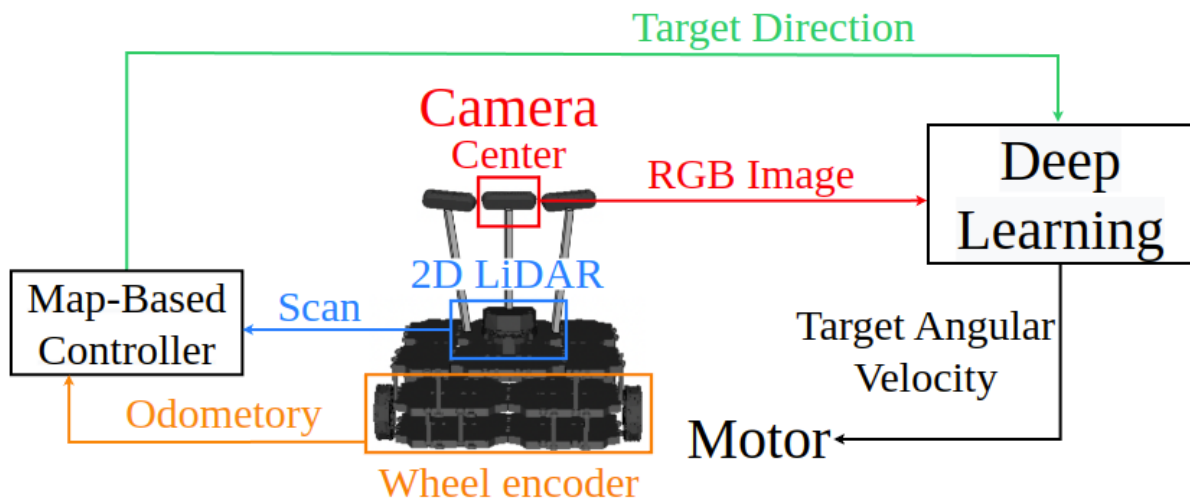 Target Direction
Camera
Center
RGB Image
Deep
Learning
2D LiDAR
Map-Based
Controller
Scan
Target Angular
Velocity
Odometory
Motor
Wheel encoder